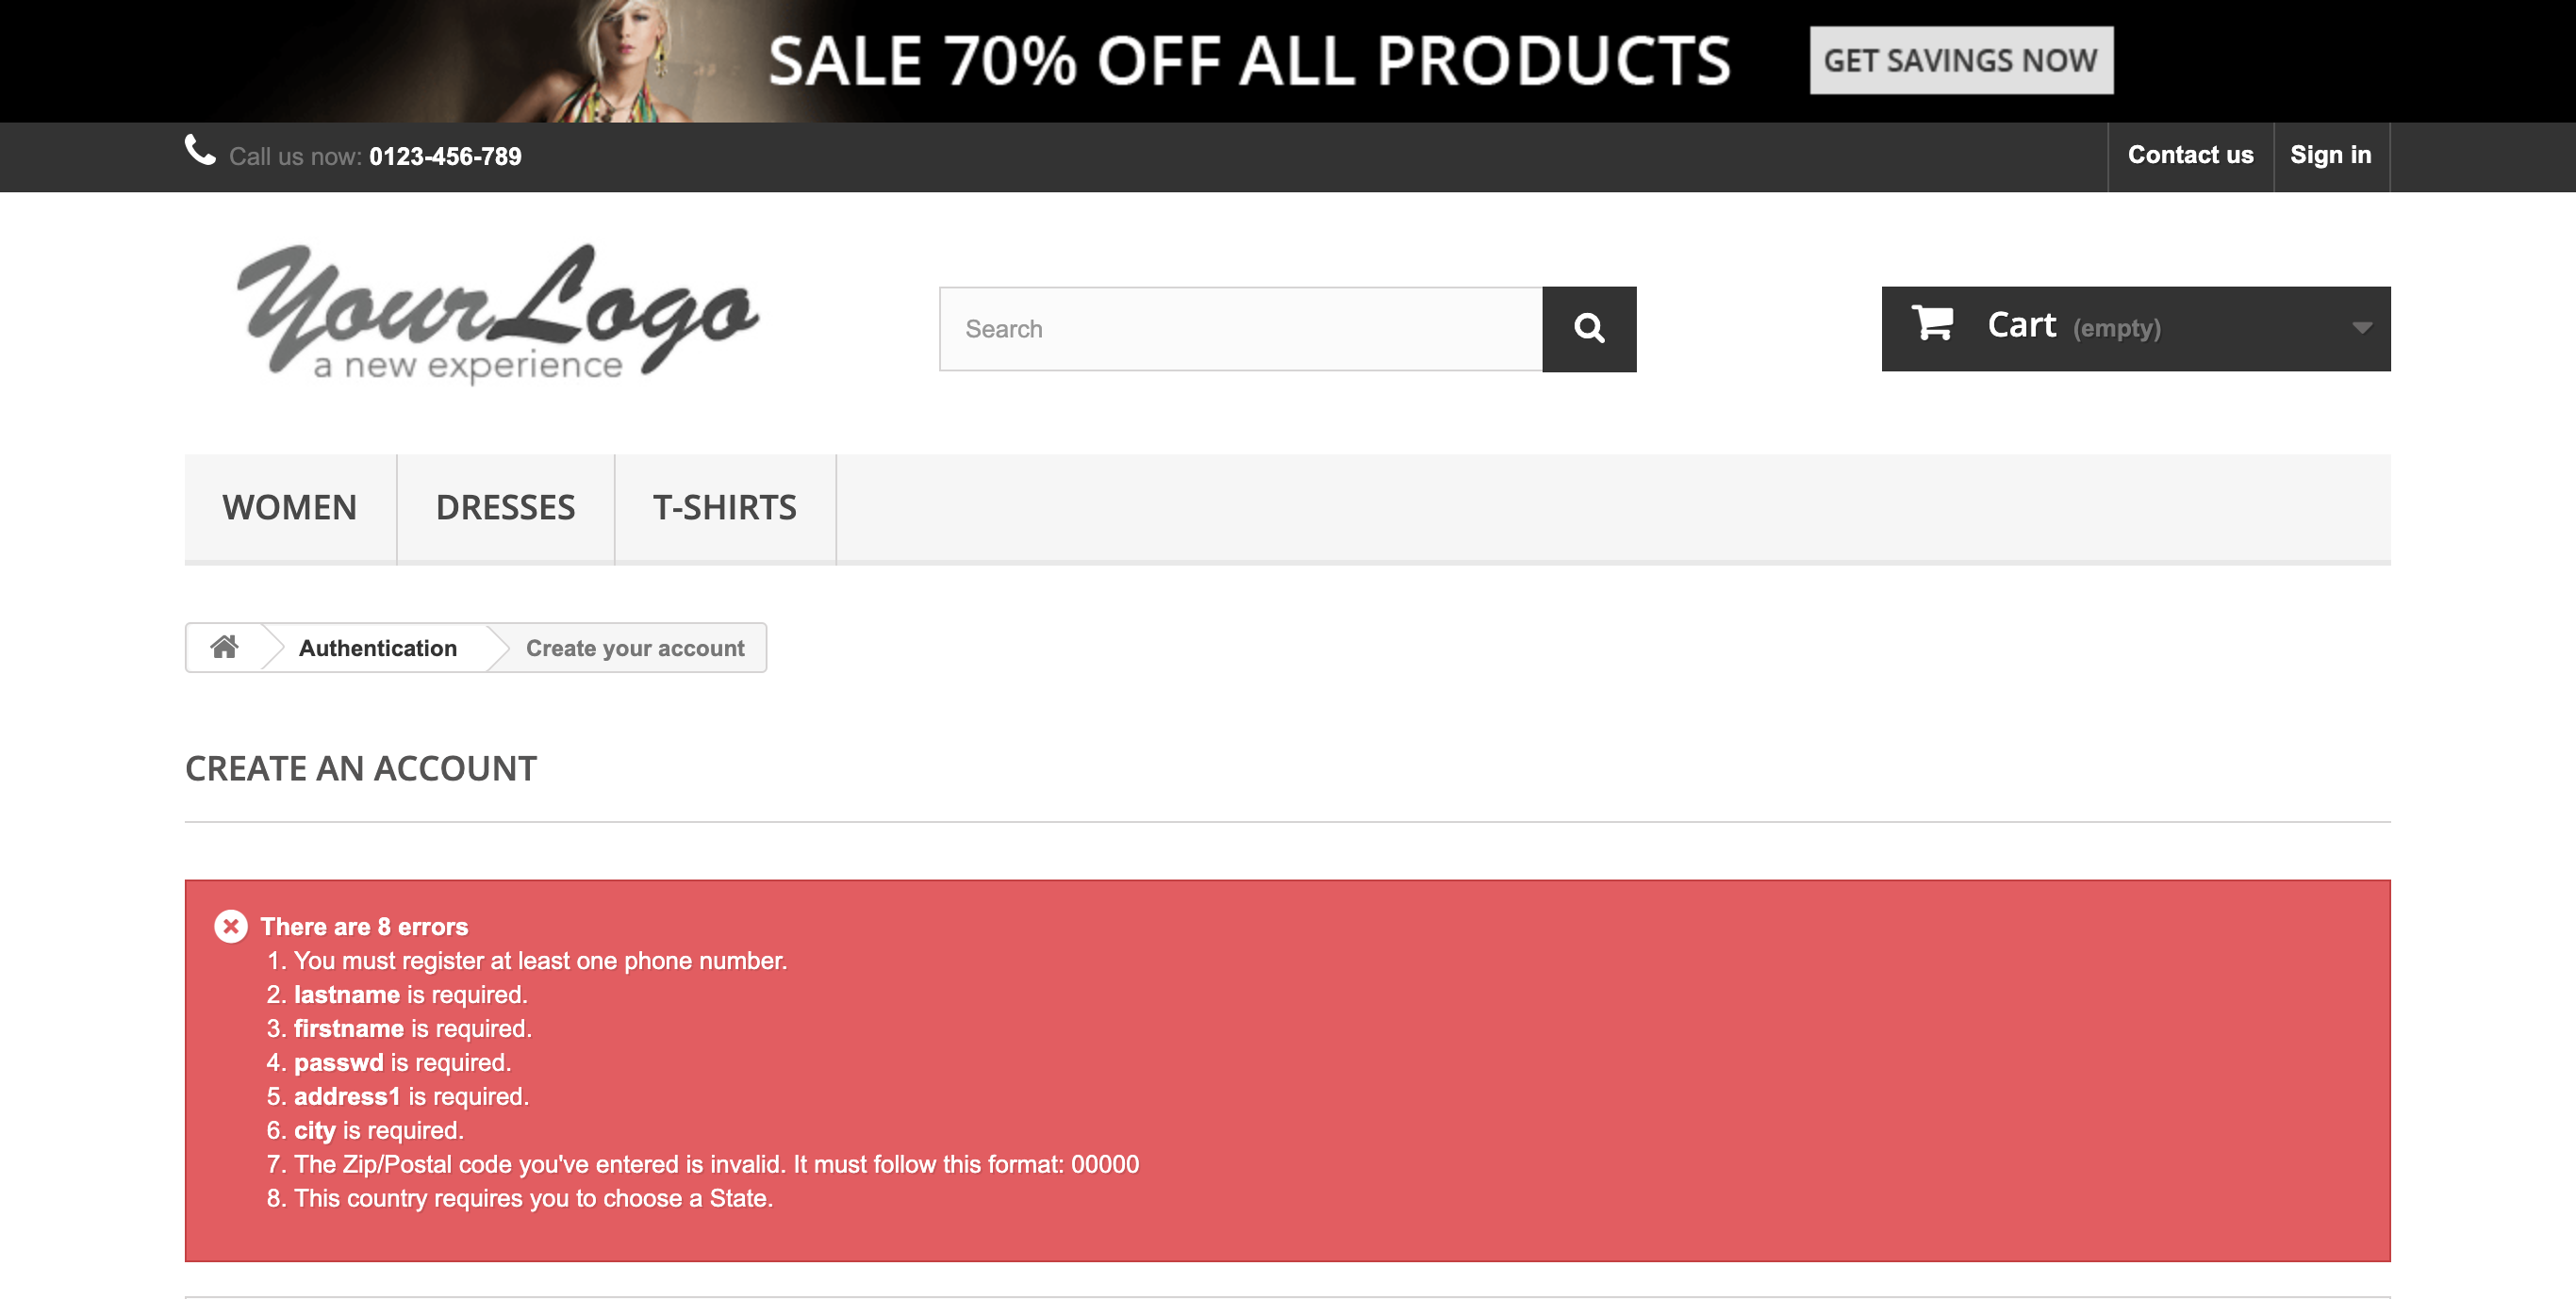 SALE 70% OFF ALL PRODUCTS GET SAVINGS NOW
Call us now: 0123-456-789 Contact us Sign in
YourLogo
a new experience
Search
Cart (empty)
WOMEN DRESSES T-SHIRTS
Authentication Create your account
CREATE AN ACCOUNT
There are 8 errors
1. You must register at least one phone number.
2. lastname is required.
3. firstname is required.
4. passwd is required.
5. address1 is required.
6. city is required.
7. The Zip/Postal code you've entered is invalid. It must follow this format: 00000
8. This country requires you to choose a State.